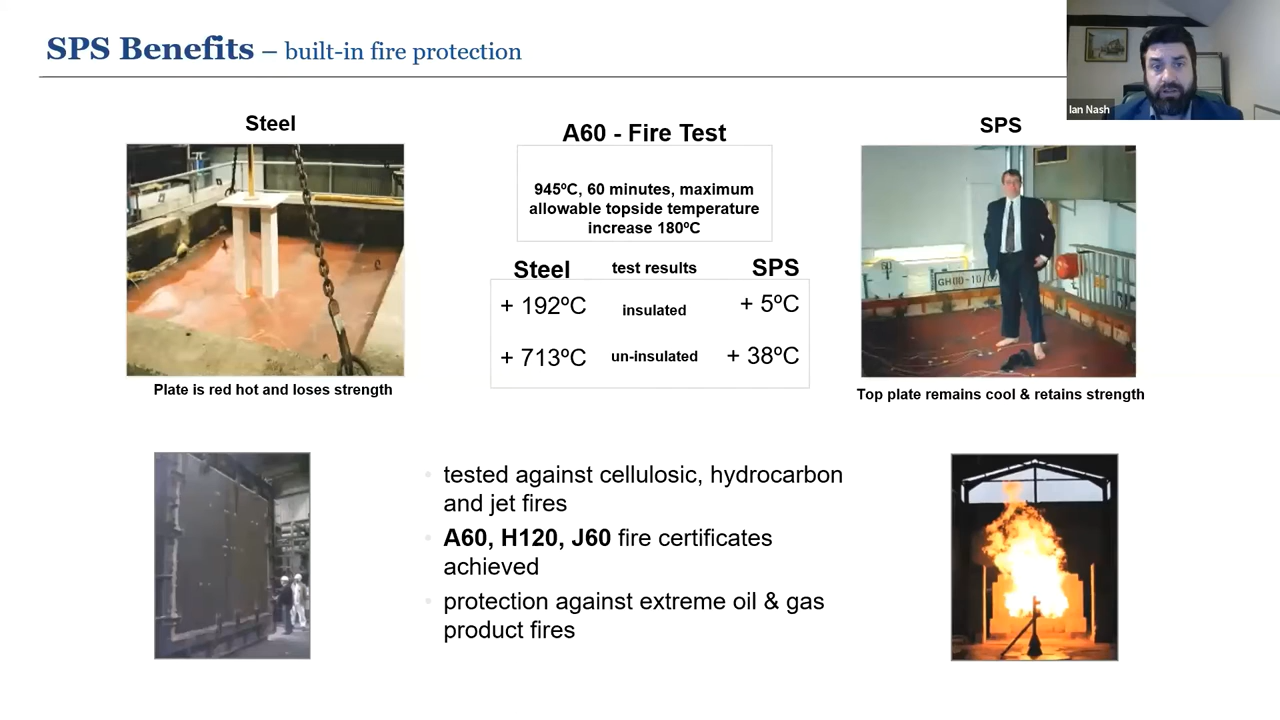 SPS Benefits – built-in fire protection
Ian Nash
Steel
A60 - Fire Test
SPS
945ºC, 60 minutes, maximum
allowable topside temperature
increase 180ºC
Steel test results SPS
+ 192ºC insulated + 5ºC
+ 713ºC un-insulated + 38ºC
Plate is red hot and loses strength
Top plate remains cool & retains strength
tested against cellulosic, hydrocarbon
and jet fires
A60, H120, J60 fire certificates
achieved
protection against extreme oil & gas
product fires